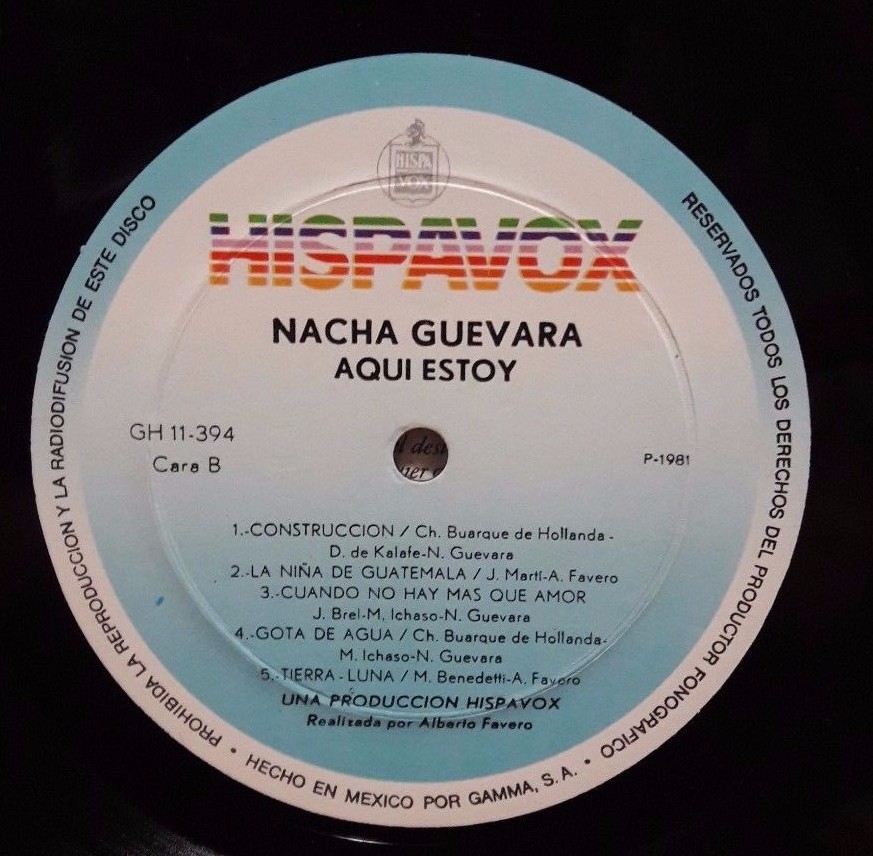 HISPA
VOX
HISPAVOX
NACHA GUEVARA
AQUI ESTOY
GH 11-394
Cara B
P-1981
1.-CONSTRUCCION / Ch. Buarque de Hollanda -
D. de Kalafe-N. Guevara
2.-LA NIÑA DE GUATEMALA / J. Martí-A. Favero
3.-CUANDO NO HAY MAS QUE AMOR
J. Brel-M. Ichaso-N. Guevara
4.-GOTA DE AGUA / Ch. Buarque de Hollanda-
M. Ichaso-N. Guevara
5.-TIERRA - LUNA / M. Benedetti-A. Favero
UNA PRODUCCION HISPAVOX
Realizada por Alberto Favero
PROHIBIDA LA REPRODUCCION Y LA RADIODIFUSION DE ESTE DISCO
RESERVADOS TODOS LOS DERECHOS DEL PRODUCTOR FONOGRAFICO
• HECHO EN MEXICO POR GAMMA, S.A. •